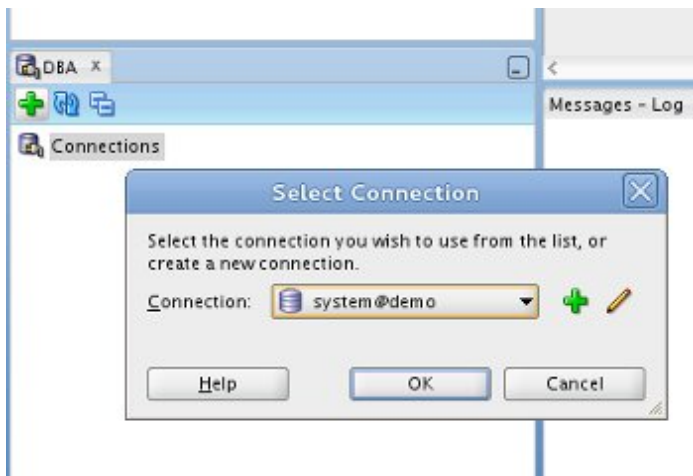 DBA
Connections
Messages - Log
Select Connection
Select the connection you wish to use from the list, or
create a new connection.
Connection: system@demo
Help OK Cancel